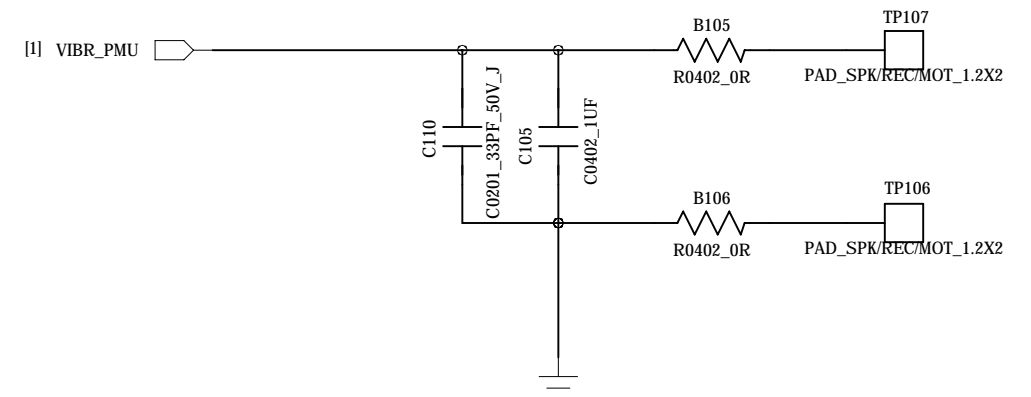 TP107
B105
[1] VIBR_PMU
R0402_0R
PAD_SPK/REC/MOT_1.2X2
C110
C0201_33PF_50V_J
C105
C0402_1UF
TP106
B106
R0402_0R
PAD_SPK/REC/MOT_1.2X2